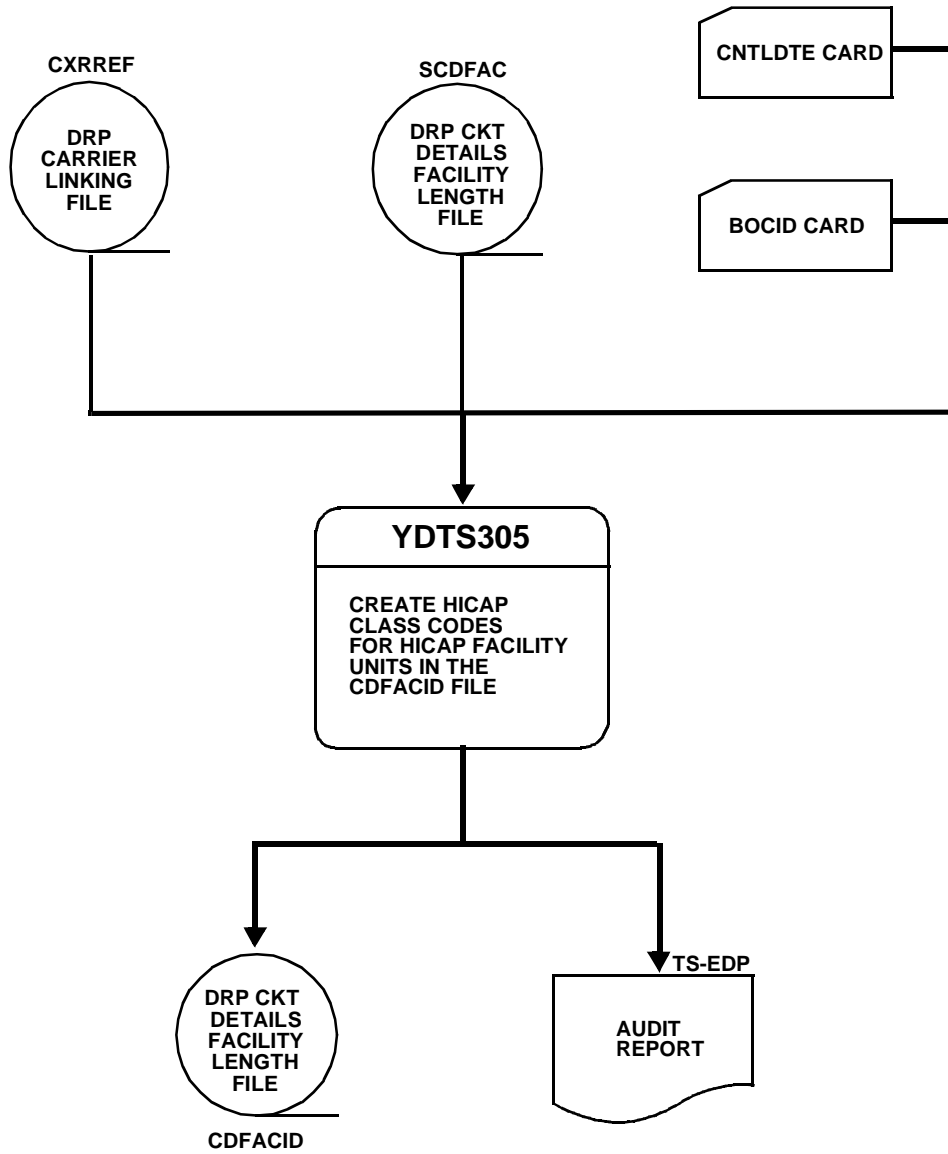 CXRREF
DRP
CARRIER
LINKING
FILE
SCDFAC
DRP CKT
DETAILS
FACILITY
LENGTH
FILE
CNTLDTE CARD
BOCID CARD
YDTS305
CREATE HICAP
CLASS CODES
FOR HICAP FACILITY
UNITS IN THE
CDFACID FILE
DRP CKT
DETAILS
FACILITY
LENGTH
FILE
CDFACID
TS-EDP
AUDIT
REPORT